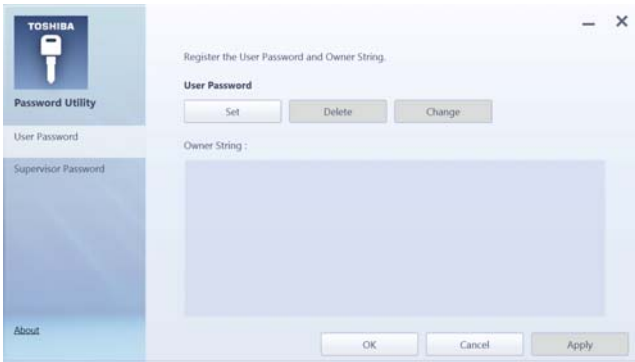 TOSHIBA
Password Utility
User Password
Supervisor Password
About
Register the User Password and Owner String.
User Password
Set Delete Change
Owner String :
OK Cancel Apply